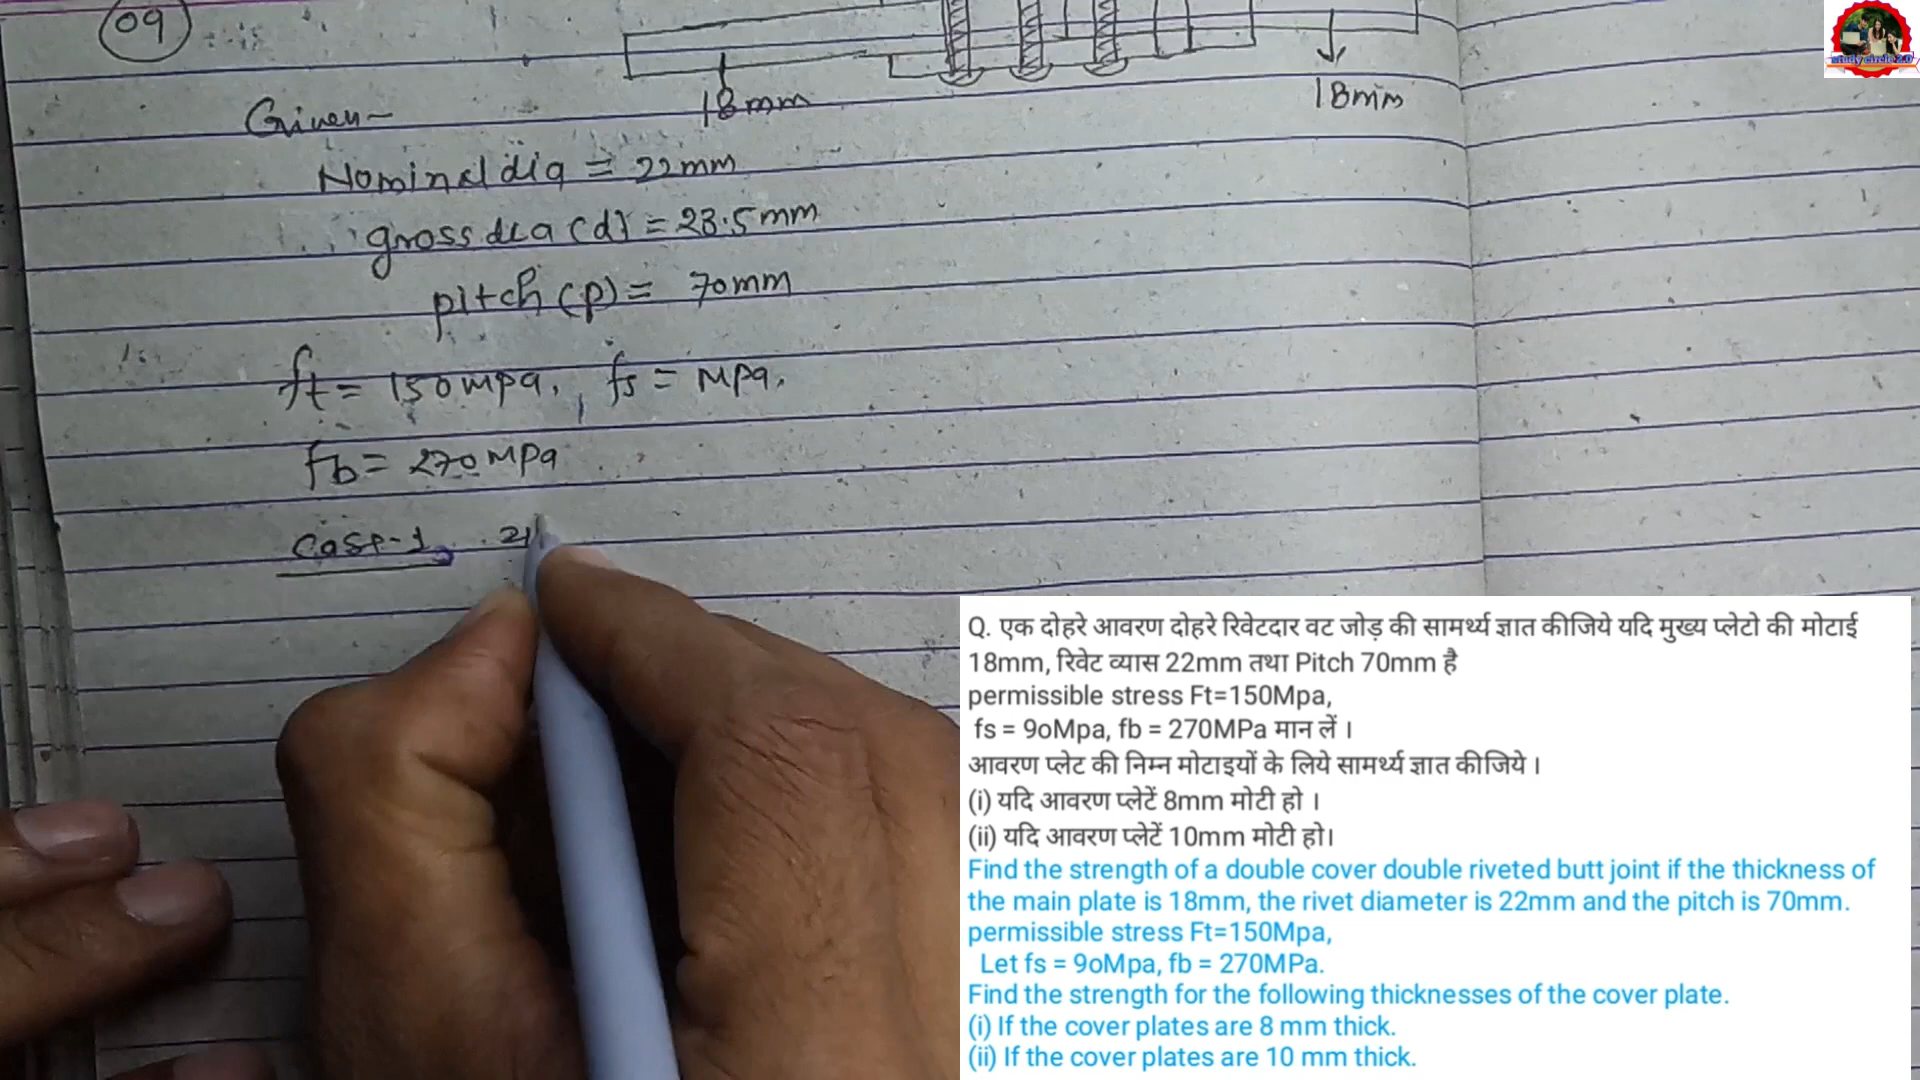 09
18mm
18mm
study circle 2.0
Given-
Nominal dia = 22mm
gross dia (d) = 23.5mm
pitch (p) = 70mm
ft = 150 mpa, fs = Mpa,
fb = 270 MPa
Case-1
Q. एक दोहरे आवरण दोहरे रिवेटदार वट जोड़ की सामर्थ्य ज्ञात कीजिये यदि मुख्य प्लेटो की मोटाई
18mm, रिवेट व्यास 22mm तथा Pitch 70mm है
permissible stress Ft=150Mpa,
fs = 9oMpa, fb = 270MPa मान लें ।
आवरण प्लेट की निम्न मोटाइयों के लिये सामर्थ्य ज्ञात कीजिये ।
(i) यदि आवरण प्लेटें 8mm मोटी हो ।
(ii) यदि आवरण प्लेटें 10mm मोटी हो।
Find the strength of a double cover double riveted butt joint if the thickness of
the main plate is 18mm, the rivet diameter is 22mm and the pitch is 70mm.
permissible stress Ft=150Mpa,
Let fs = 9oMpa, fb = 270MPa.
Find the strength for the following thicknesses of the cover plate.
(i) If the cover plates are 8 mm thick.
(ii) If the cover plates are 10 mm thick.